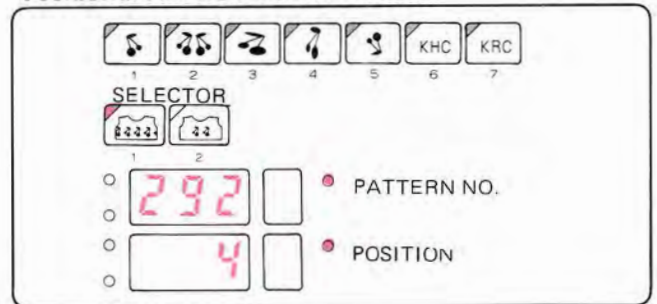 KHC KRC
1 2 3 4 5 6 7
SELECTOR
1 2
292 PATTERN NO.
4 POSITION